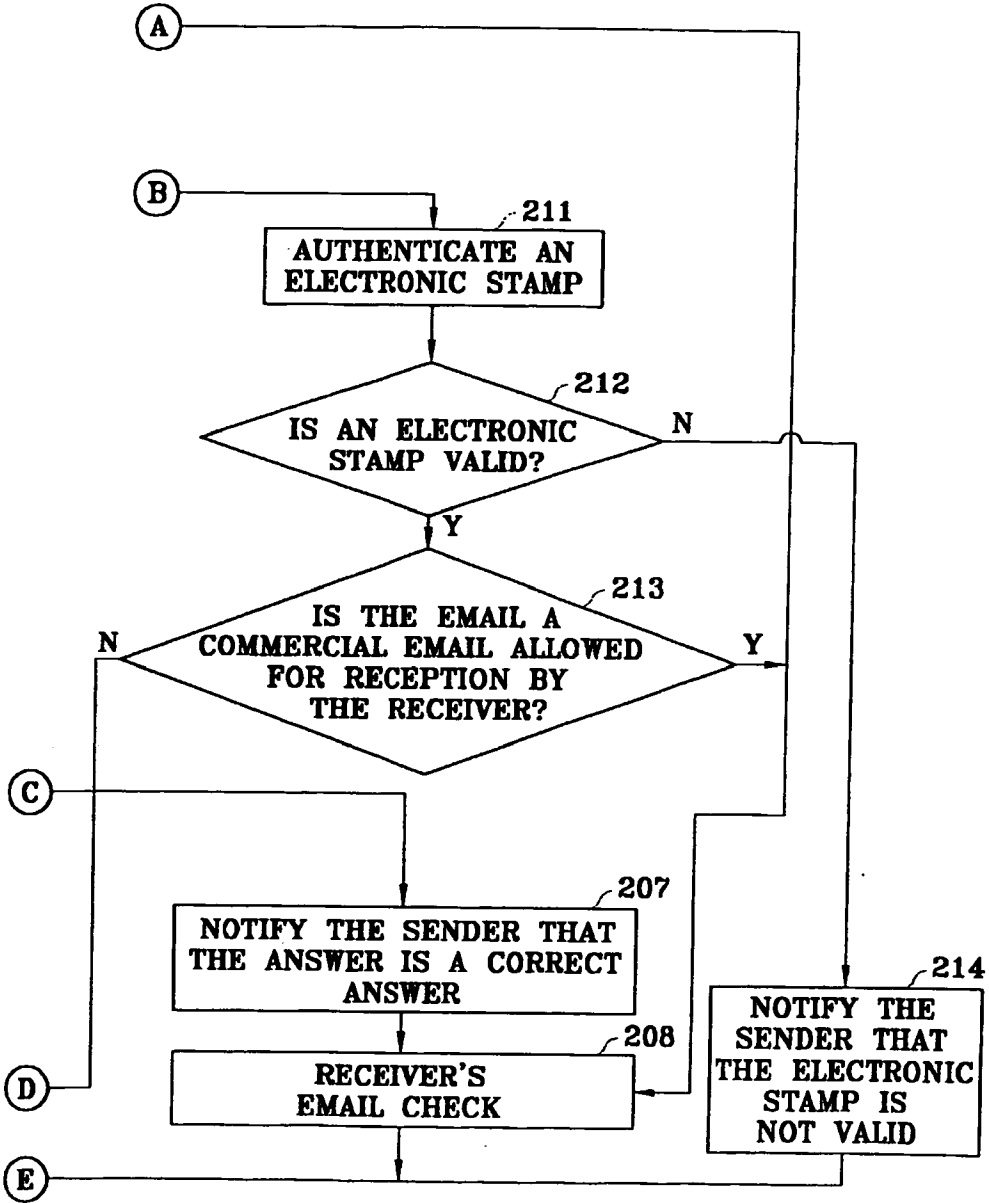 A
B
211
AUTHENTICATE AN
ELECTRONIC STAMP
212
IS AN ELECTRONIC
STAMP VALID?
N
Y
213
IS THE EMAIL A
COMMERCIAL EMAIL ALLOWED
FOR RECEPTION BY
THE RECEIVER?
N
Y
C
207
NOTIFY THE SENDER THAT
THE ANSWER IS A CORRECT
ANSWER
208
RECEIVER'S
EMAIL CHECK
214
NOTIFY THE
SENDER THAT
THE ELECTRONIC
STAMP IS
NOT VALID
D
E